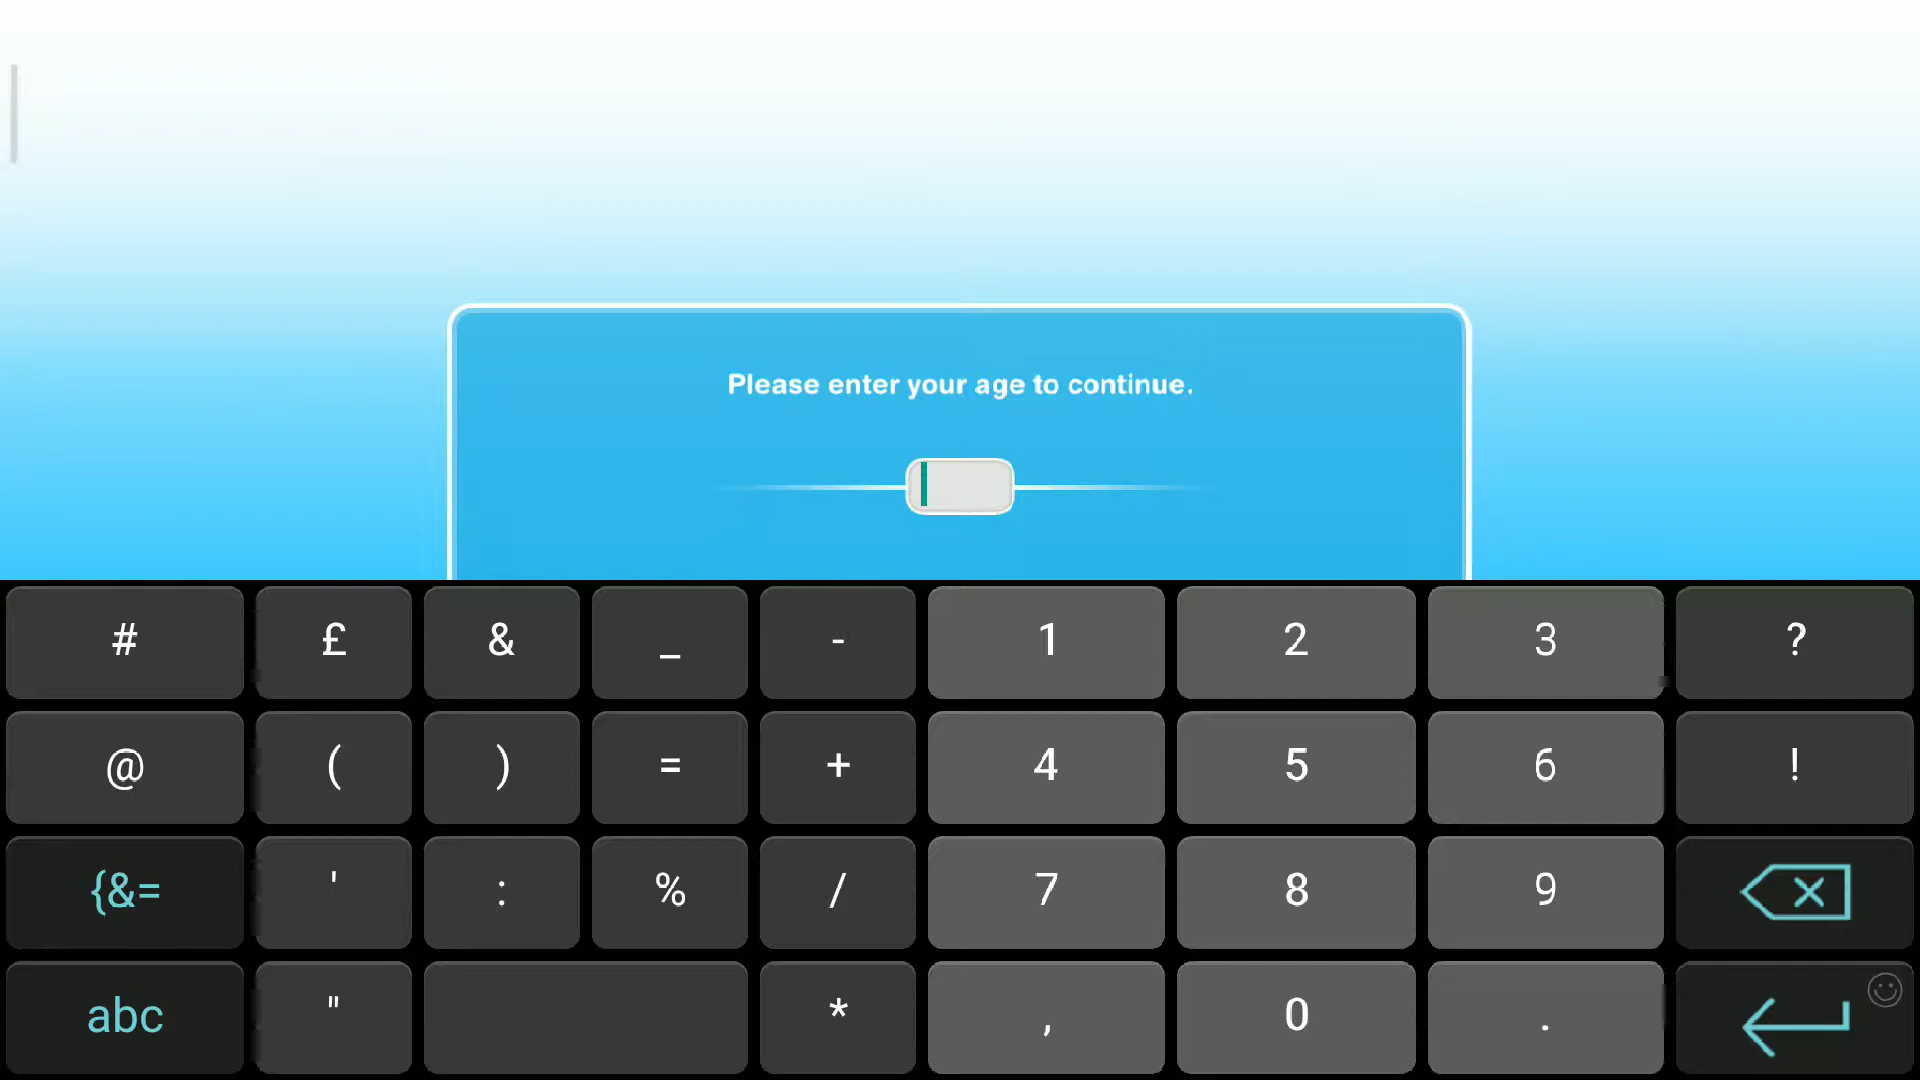 Please enter your age to continue.
# £ & _ - 1 2 3 ?
@ ( ) = + 4 5 6 !
{&= ' : % / 7 8 9
abc " * , 0 .